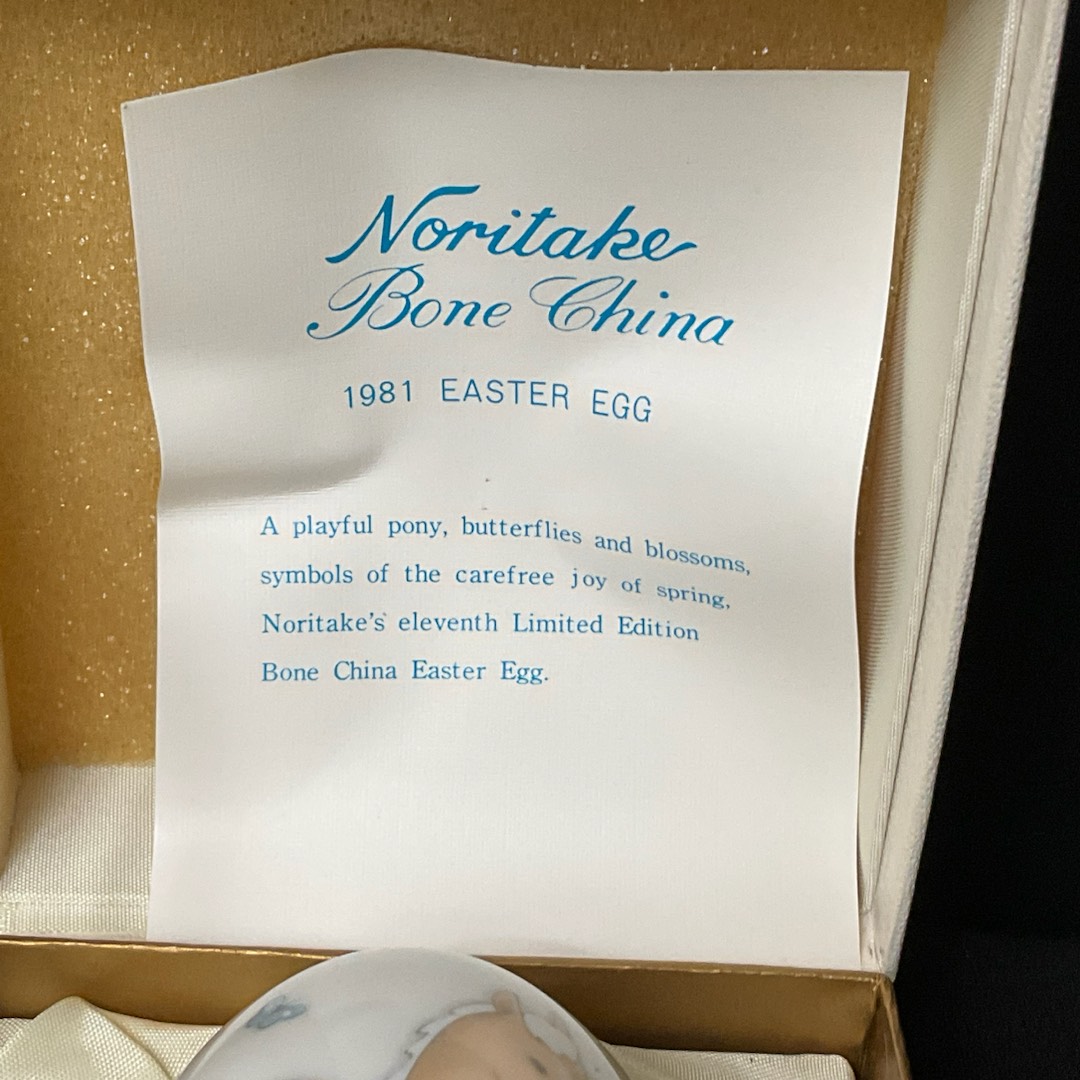 Noritake
Bone China
1981 EASTER EGG
A playful pony, butterflies and blossoms,
symbols of the carefree joy of spring,
Noritake's eleventh Limited Edition
Bone China Easter Egg.